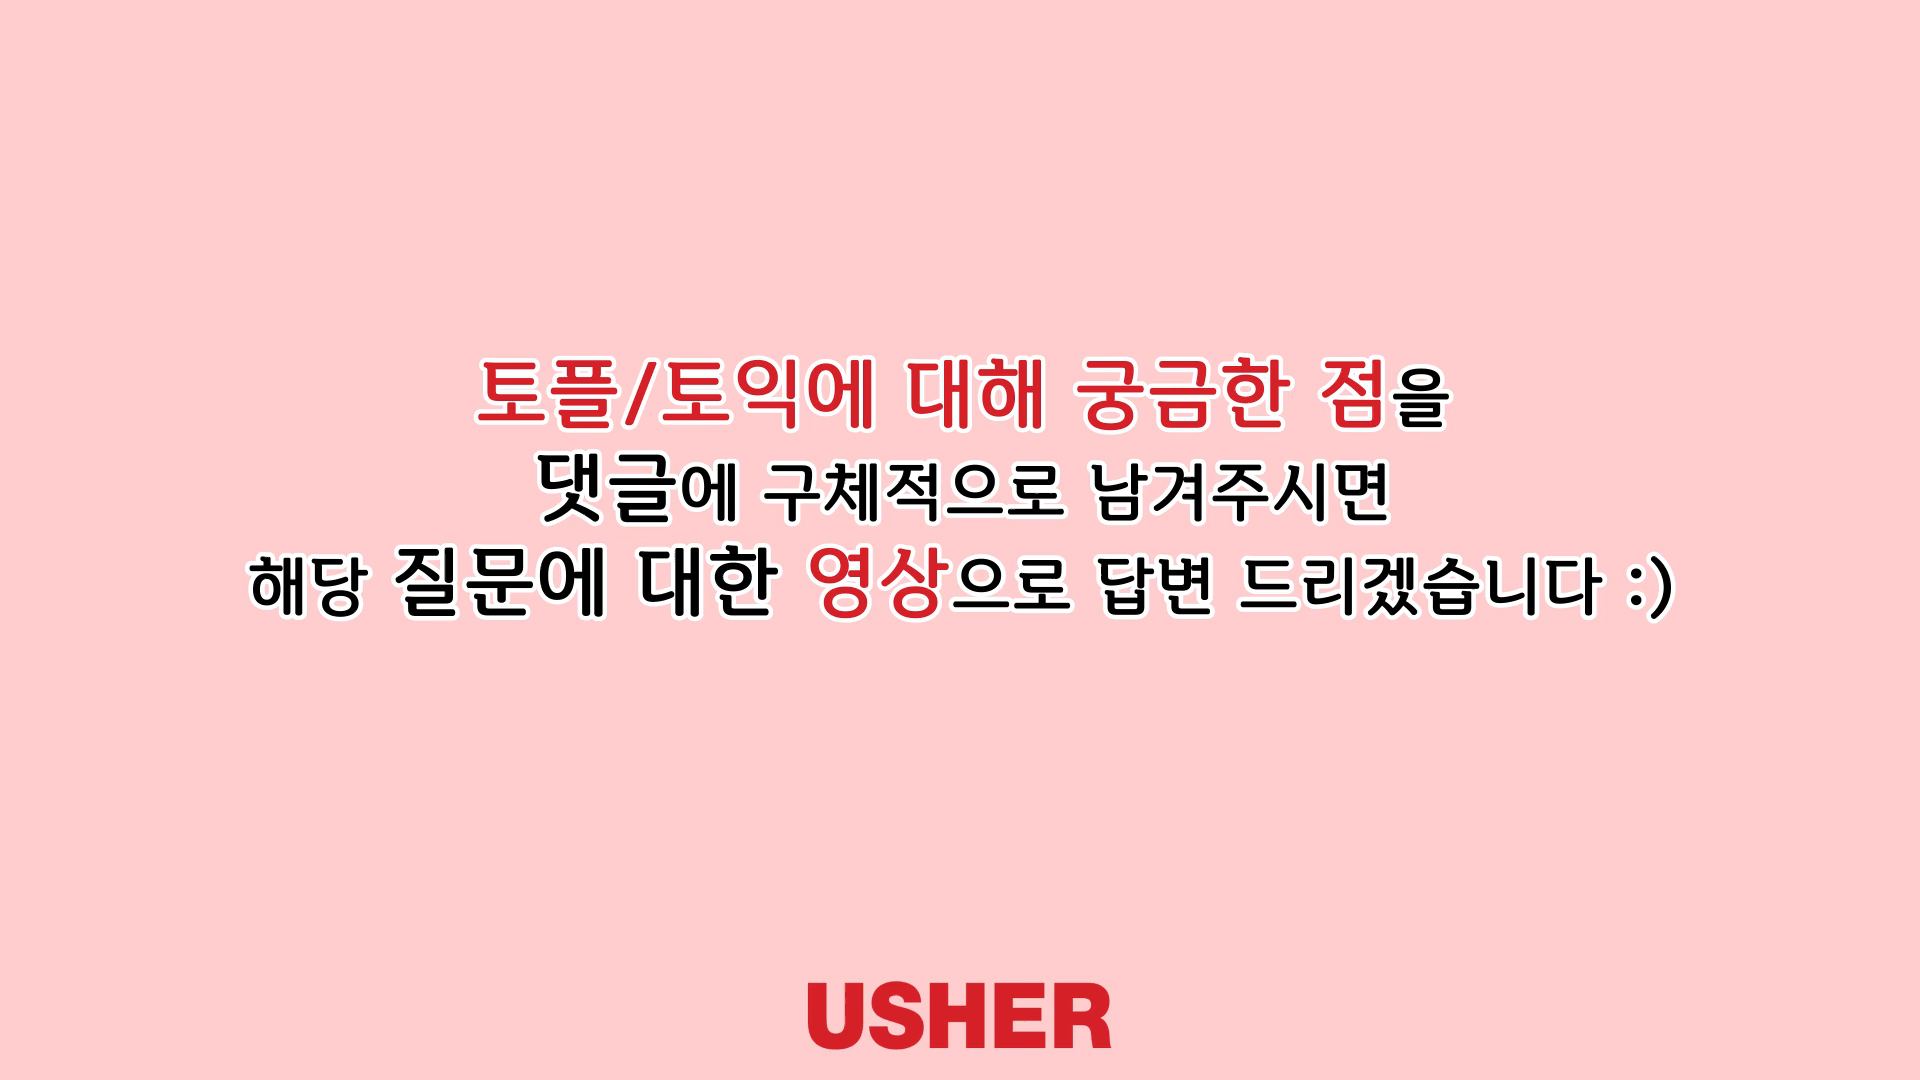 토플/토익에 대해 궁금한 점을
댓글에 구체적으로 남겨주시면
해당 질문에 대한 영상으로 답변 드리겠습니다 :)
USHER